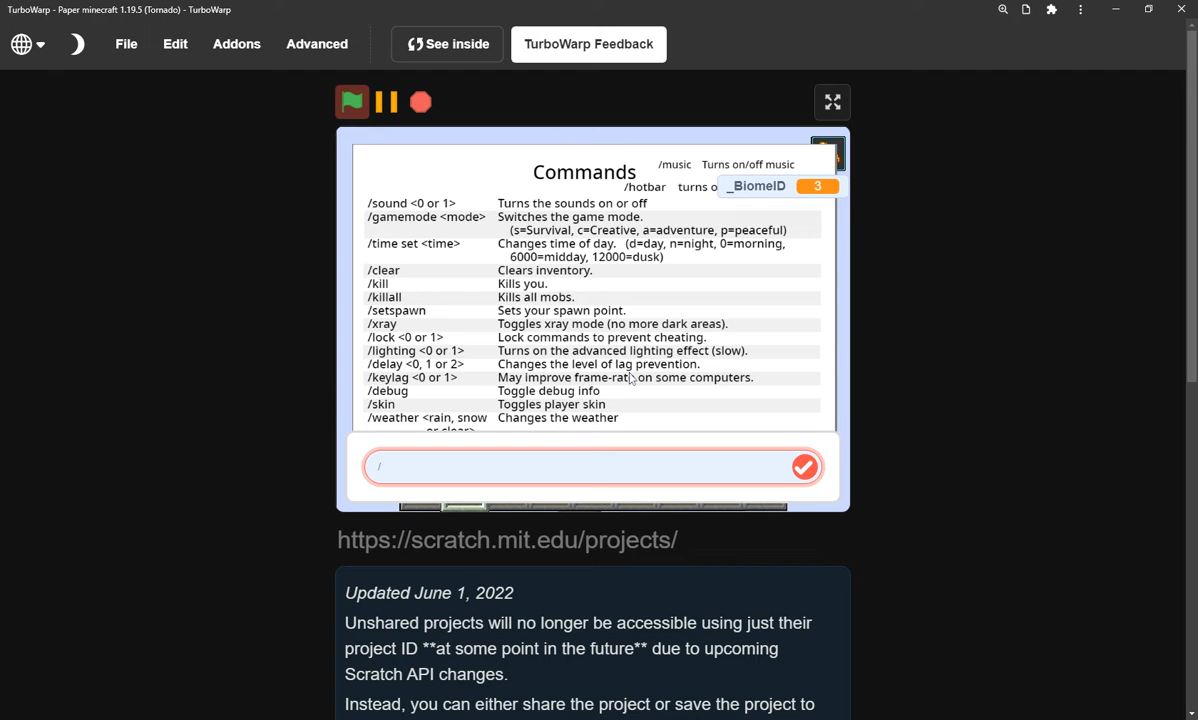 TurboWarp - Paper minecraft 1.19.5 (Tornado) - TurboWarp
File Edit Addons Advanced See inside TurboWarp Feedback
Commands /music Turns on/off music
/hotbar turns o
_BiomeID 3
/sound <0 or 1> Turns the sounds on or off
/gamemode <mode> Switches the game mode.
(s=Survival, c=Creative, a=adventure, p=peaceful)
/time set <time> Changes time of day. (d=day, n=night, 0=morning,
6000=midday, 12000=dusk)
/clear Clears inventory.
/kill Kills you.
/killall Kills all mobs.
/setspawn Sets your spawn point.
/xray Toggles xray mode (no more dark areas).
/lock <0 or 1> Lock commands to prevent cheating.
/lighting <0 or 1> Turns on the advanced lighting effect (slow).
/delay <0, 1 or 2> Changes the level of lag prevention.
/keylag <0 or 1> May improve frame-rate on some computers.
/debug Toggle debug info
/skin Toggles player skin
/weather <rain, snow Changes the weather
or clear>
/
https://scratch.mit.edu/projects/
Updated June 1, 2022
Unshared projects will no longer be accessible using just their
project ID **at some point in the future** due to upcoming
Scratch API changes.
Instead, you can either share the project or save the project to